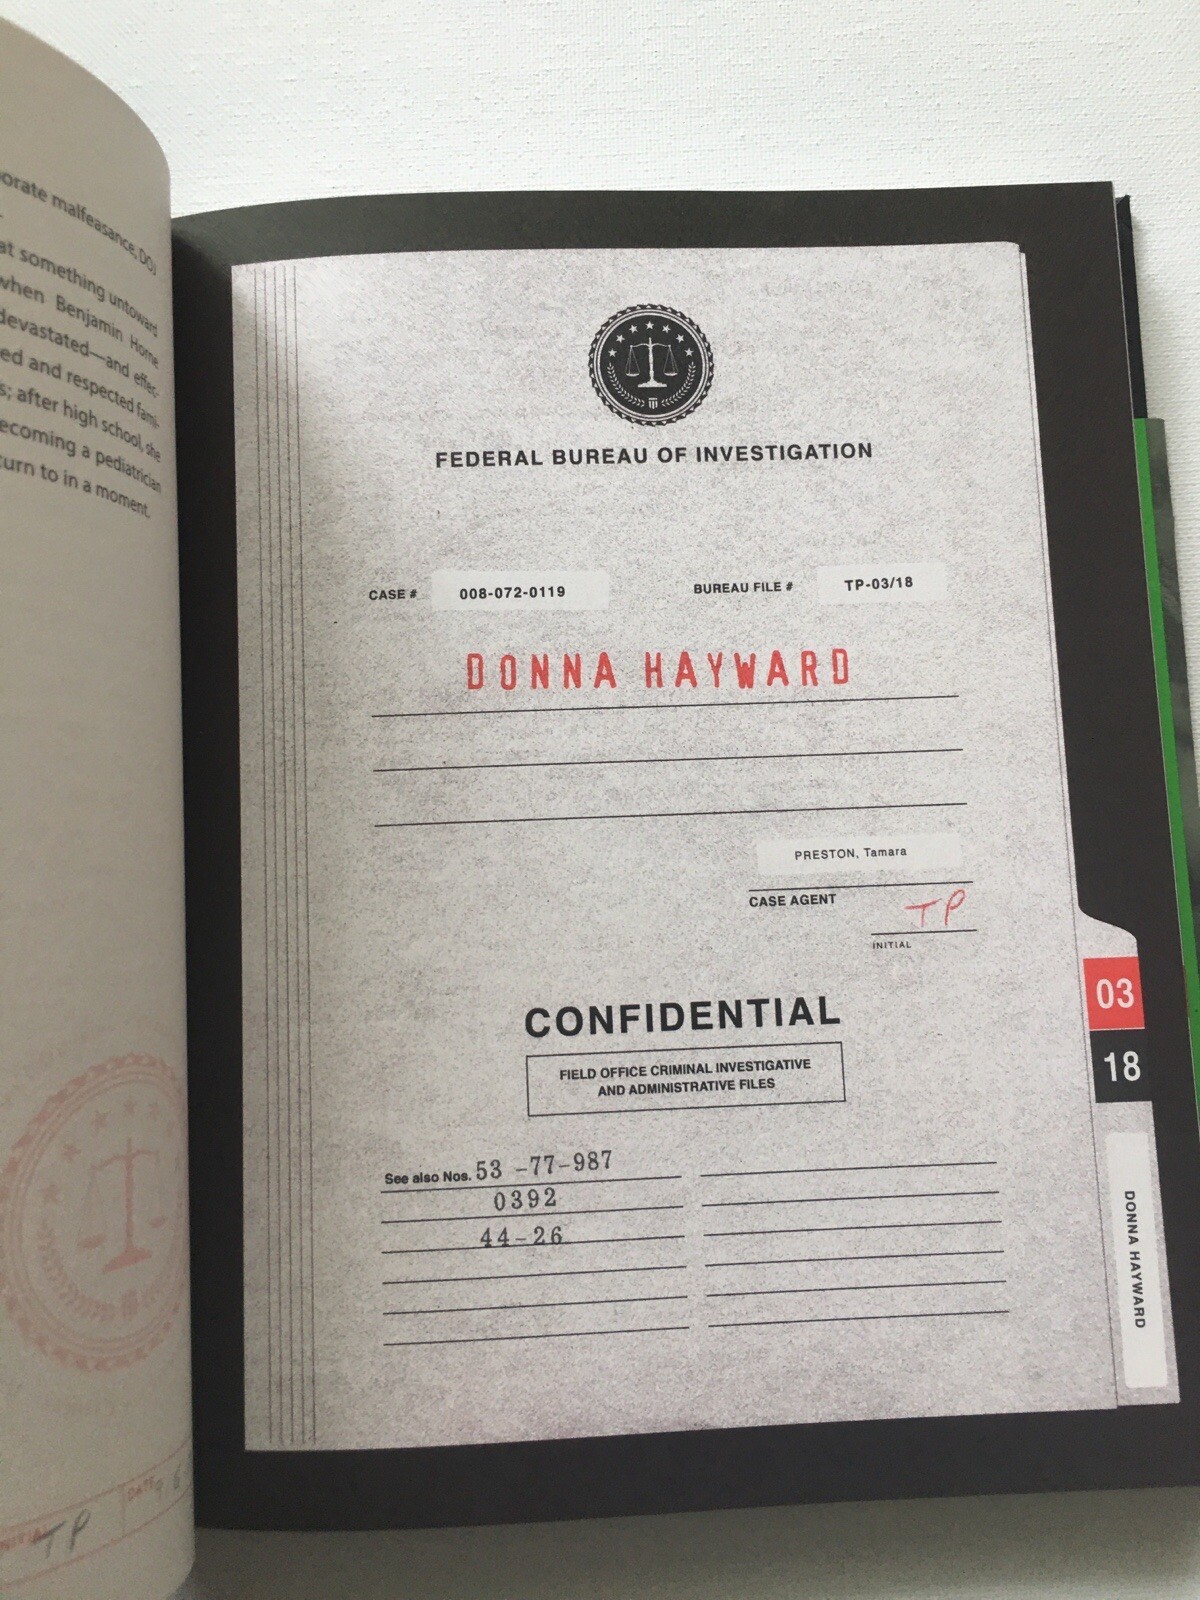 orate malfeasance, DOJ
at something untoward
when Benjamin Horne
devastated—and effec-
ed and respected fami-
s; after high school, she
ecoming a pediatrician
turn to in a moment.
INITIAL TP
DATE
FEDERAL BUREAU OF INVESTIGATION
CASE # 008-072-0119 BUREAU FILE # TP-03/18
DONNA HAYWARD
PRESTON, Tamara
CASE AGENT
TP
INITIAL
CONFIDENTIAL
FIELD OFFICE CRIMINAL INVESTIGATIVE
AND ADMINISTRATIVE FILES
See also Nos. 53 -77-987
0392
44-26
03
18
DONNA HAYWARD